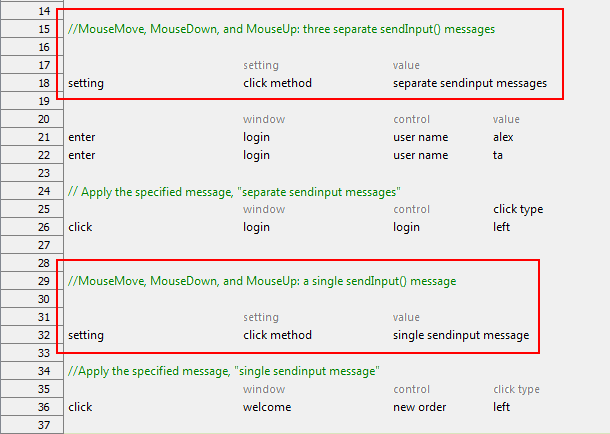 14
15 //MouseMove, MouseDown, and MouseUp: three separate sendInput() messages
16
17 setting value
18 setting click method separate sendinput messages
19
20 window control value
21 enter login user name alex
22 enter login user name ta
23
24 // Apply the specified message, "separate sendinput messages"
25 window control click type
26 click login login left
27
28
29 //MouseMove, MouseDown, and MouseUp: a single sendInput() message
30
31 setting value
32 setting click method single sendinput message
33
34 //Apply the specified message, "single sendinput message"
35 window control click type
36 click welcome new order left
37